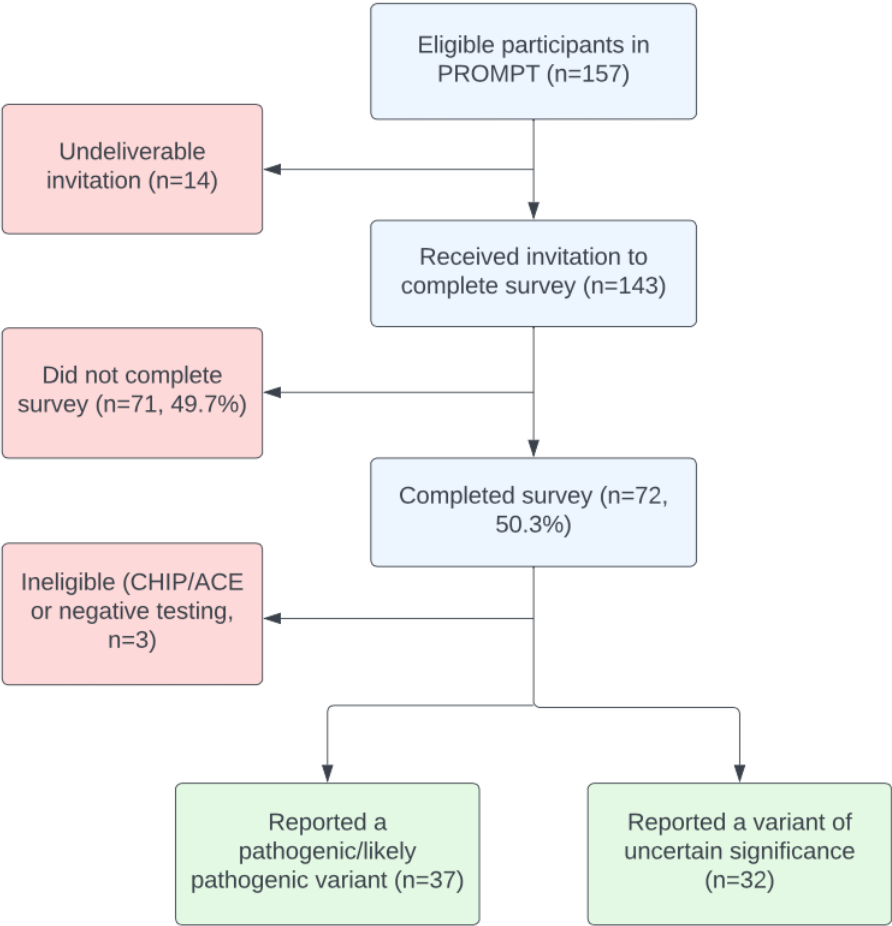 Eligible participants in
PROMPT (n=157)
Undeliverable
invitation (n=14)
Received invitation to
complete survey (n=143)
Did not complete
survey (n=71, 49.7%)
Completed survey (n=72,
50.3%)
Ineligible (CHIP/ACE
or negative testing,
n=3)
Reported a
pathogenic/likely
pathogenic variant (n=37)
Reported a variant of
uncertain significance
(n=32)